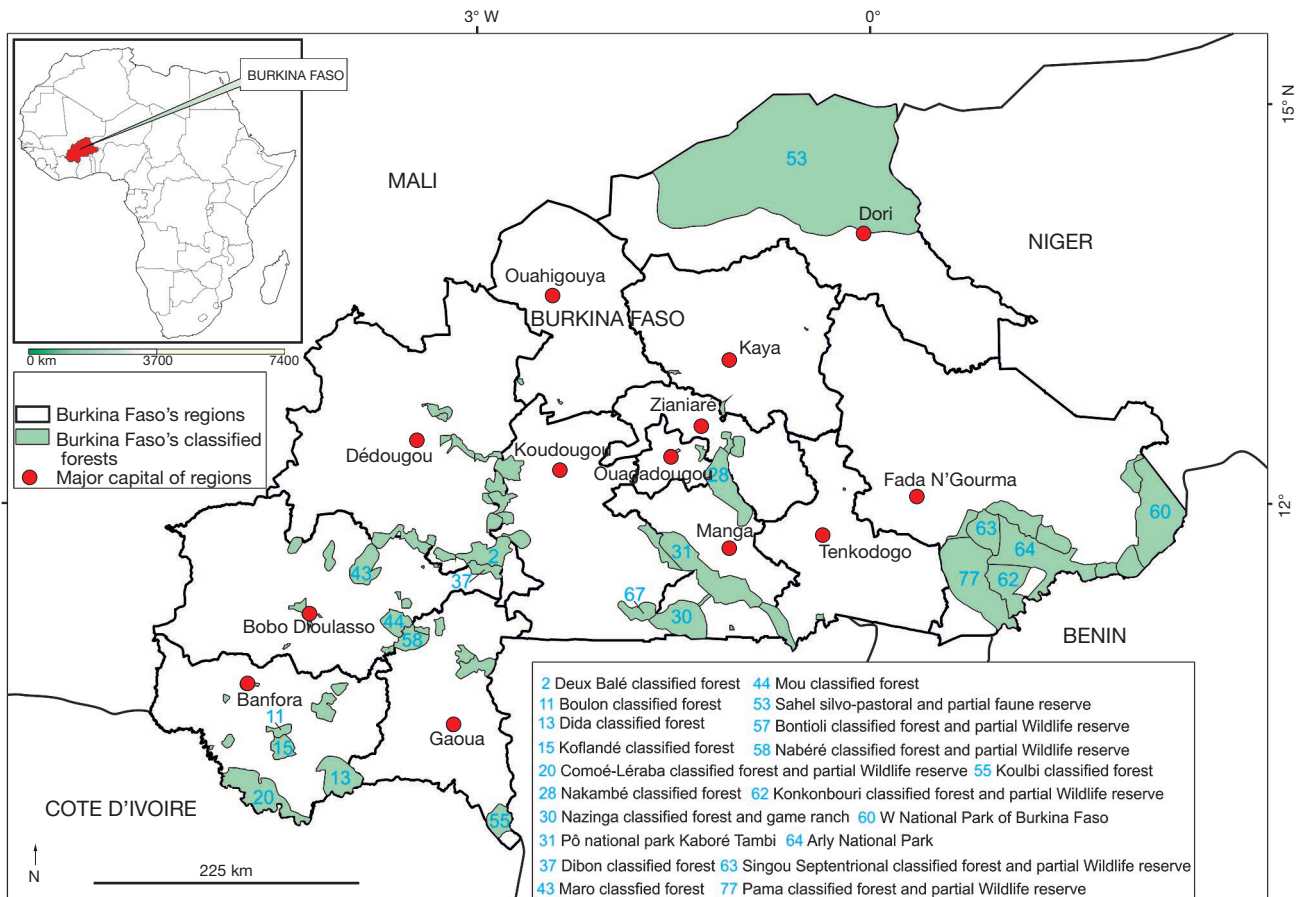 3° W
0°
BURKINA FASO
15° N
53
MALI
Dori
NIGER
Ouahigouya
BURKINA FASO
0 km 3700 7400
Kaya
Burkina Faso's regions
Burkina Faso's classified
forests
Major capital of regions
Zianiaré
Dédougou
Koudougou
Ouagadougou
28
Fada N'Gourma
60
12°
63
64
Manga
Tenkodogo
31
2
43
37
77
62
67
30
Bobo Dioulasso
44
58
BENIN
Banfora
11
15
Gaoua
13
20
COTE D'IVOIRE
55
N
225 km
2 Deux Balé classified forest 44 Mou classified forest
11 Boulon classified forest 53 Sahel silvo-pastoral and partial faune reserve
13 Dida classified forest 57 Bontioli classified forest and partial Wildlife reserve
15 Koflandé classified forest 58 Nabéré classified forest and partial Wildlife reserve
20 Comoé-Léraba classified forest and partial Wildlife reserve 55 Koulbi classified forest
28 Nakambé classified forest 62 Konkonbouri classified forest and partial Wildlife reserve
30 Nazinga classified forest and game ranch 60 W National Park of Burkina Faso
31 Pô national park Kaboré Tambi 64 Arly National Park
37 Dibon classified forest 63 Singou Septentrional classified forest and partial Wildlife reserve
43 Maro classfied forest 77 Pama classified forest and partial Wildlife reserve